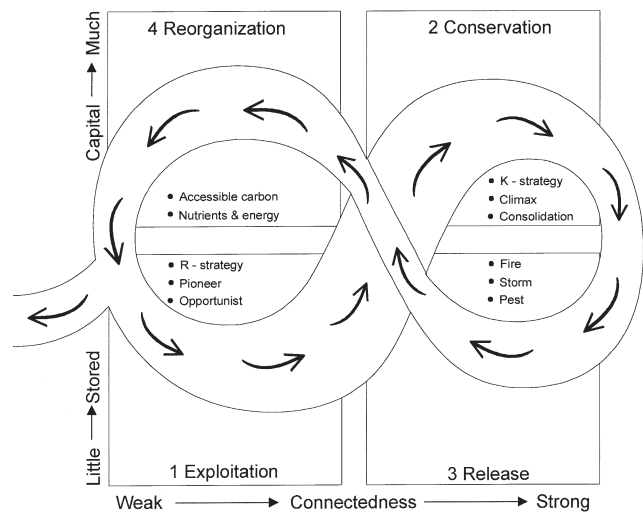 4 Reorganization
2 Conservation
Accessible carbon
Nutrients & energy
K - strategy
Climax
Consolidation
R - strategy
Pioneer
Opportunist
Fire
Storm
Pest
1 Exploitation
3 Release
Little Stored Capital Much
Weak Connectedness Strong